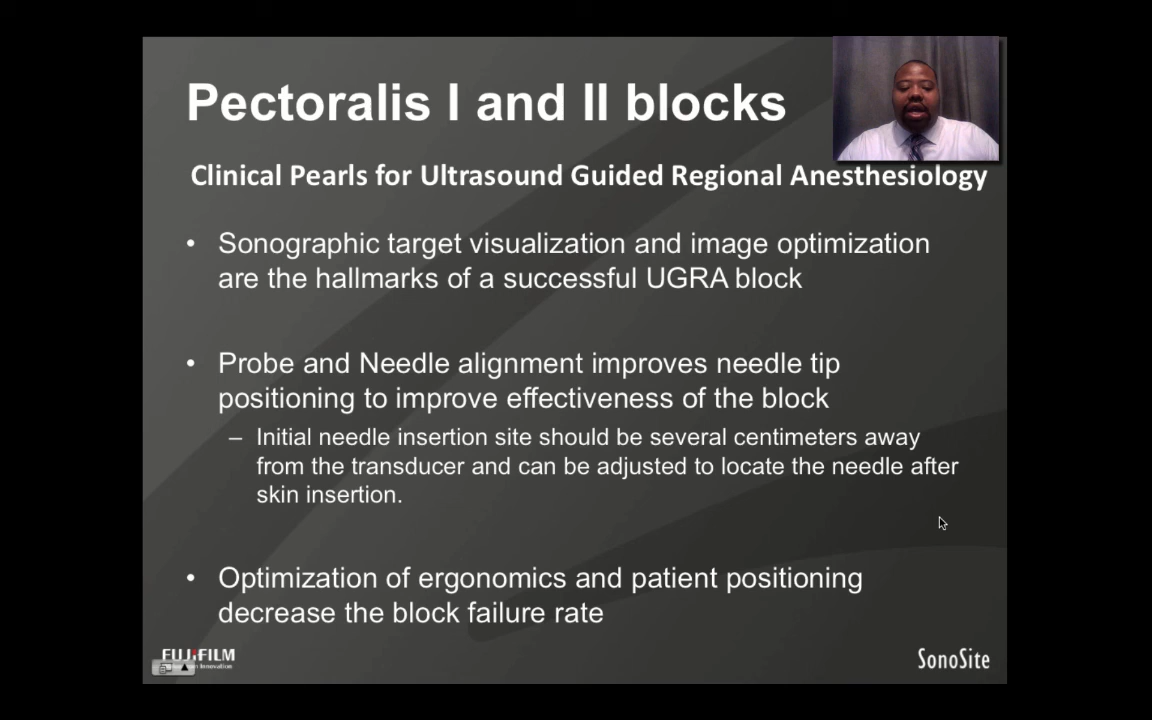 Pectoralis I and II blocks
Clinical Pearls for Ultrasound Guided Regional Anesthesiology
• Sonographic target visualization and image optimization
are the hallmarks of a successful UGRA block
• Probe and Needle alignment improves needle tip
positioning to improve effectiveness of the block
– Initial needle insertion site should be several centimeters away
from the transducer and can be adjusted to locate the needle after
skin insertion.
• Optimization of ergonomics and patient positioning
decrease the block failure rate
FUJIFILM
Innovation
SonoSite